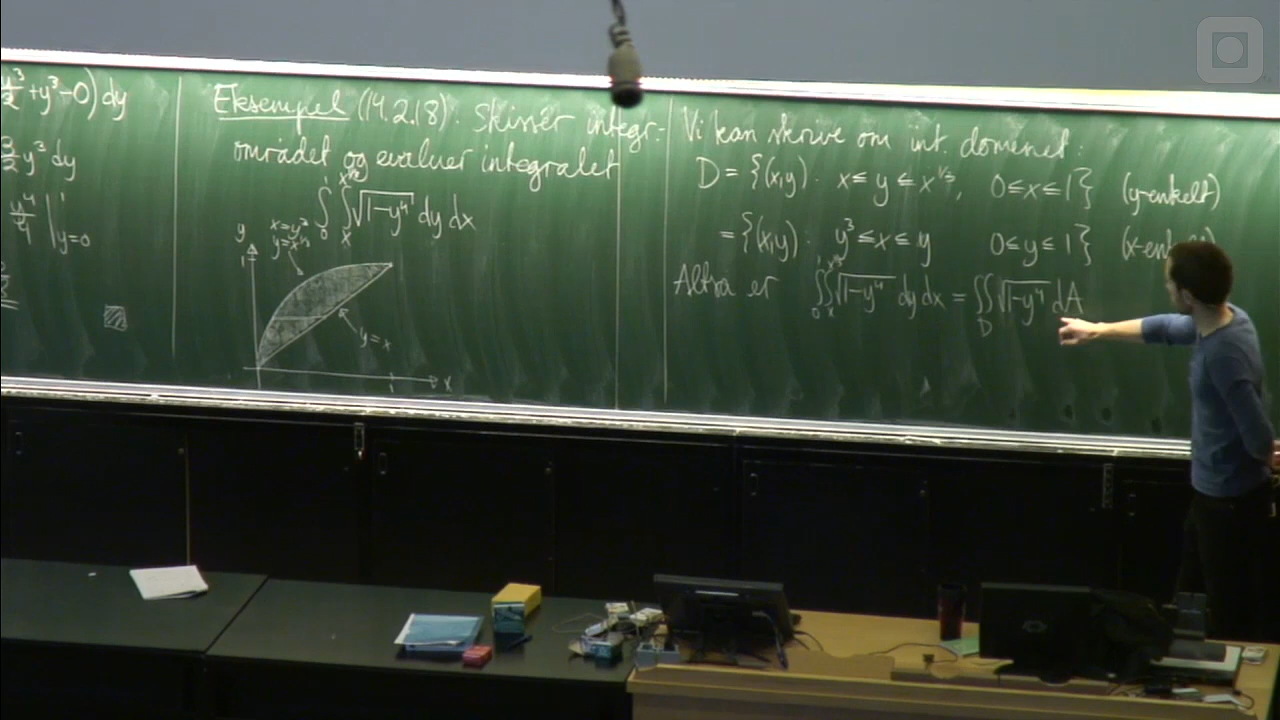 +y³-0) dy
3/2 y³ dy
y⁴/4 |¹ y=0
Eksempel (14.2.18): Skissér integr.-
området og evaluer integralet
∫₀¹ ∫ₓ^(x^(1/3)) √(1-y⁴) dy dx
x=y³
y=x^(1/3)
y
1
y=x
1
x
Vi kan skrive om int. domenet:
D = {(x,y): x ≤ y ≤ x^(1/3), 0≤x≤1} (y-enkelt)
= {(x,y): y³ ≤ x ≤ y 0≤y≤1} (x-en
Altså er ∫₀¹ ∫ₓ^(x^(1/3)) √(1-y⁴) dy dx = ∬_D √(1-y⁴) dA